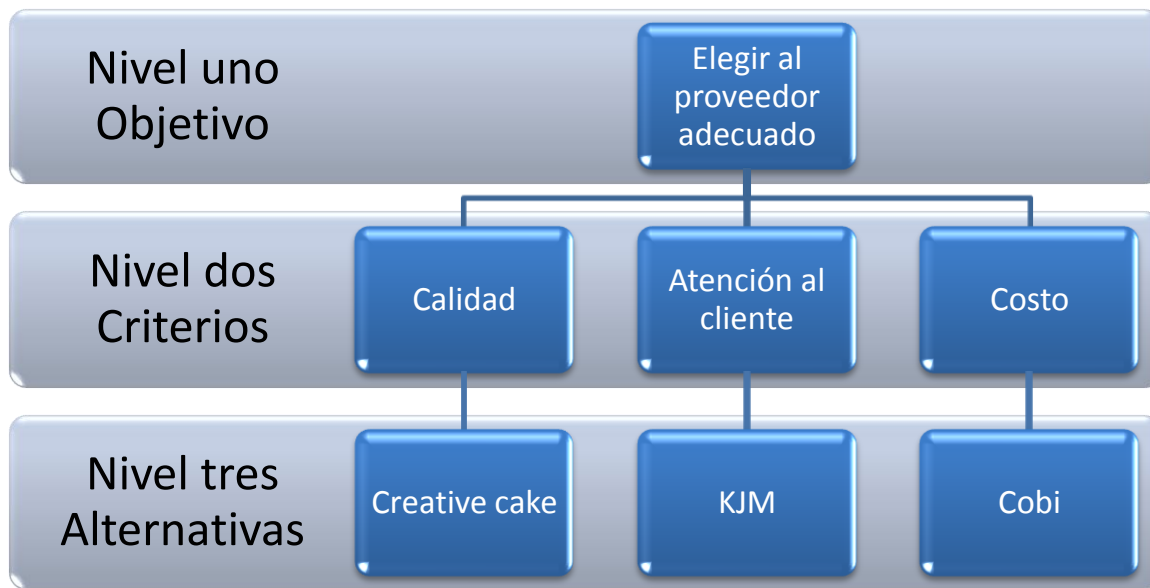 Nivel uno
Objetivo
Elegir al
proveedor
adecuado
Nivel dos
Criterios
Calidad
Atención al
cliente
Costo
Nivel tres
Alternativas
Creative cake
KJM
Cobi